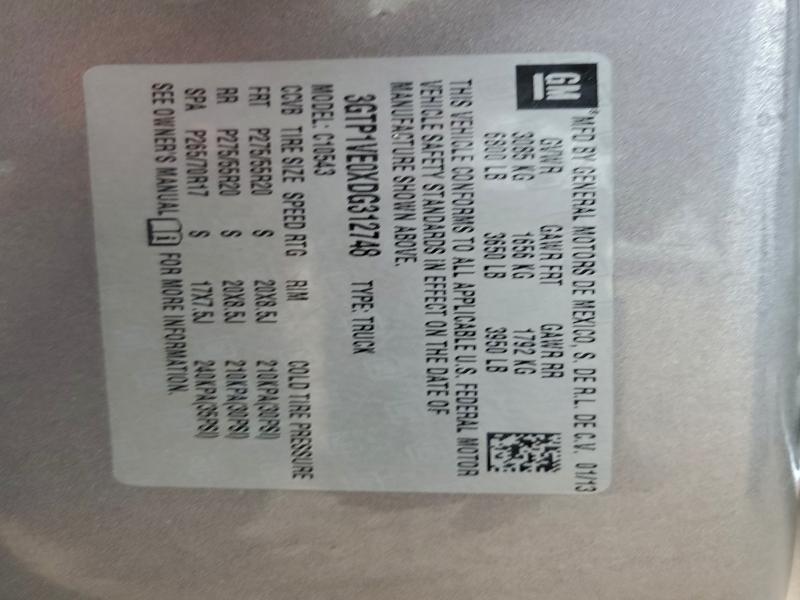 GM
MFD BY GENERAL MOTORS DE MEXICO, S. DE R.L. DE C.V. 01/13
GVWR GAWR FRT GAWR RR
3085 KG 1656 KG 1792 KG
6800 LB 3650 LB 3950 LB
THIS VEHICLE CONFORMS TO ALL APPLICABLE U.S. FEDERAL MOTOR
VEHICLE SAFETY STANDARDS IN EFFECT ON THE DATE OF
MANUFACTURE SHOWN ABOVE.
3GTP1VE0XDG312748 TYPE: TRUCK
MODEL: C10543
CCVB TIRE SIZE SPEED RTG RIM COLD TIRE PRESSURE
FRT P275/55R20 S 20X8.5J 210KPA(30PSI)
RR P275/55R20 S 20X8.5J 210KPA(30PSI)
SPA P265/70R17 S 17X7.5J 240KPA(35PSI)
SEE OWNER'S MANUAL FOR MORE INFORMATION.